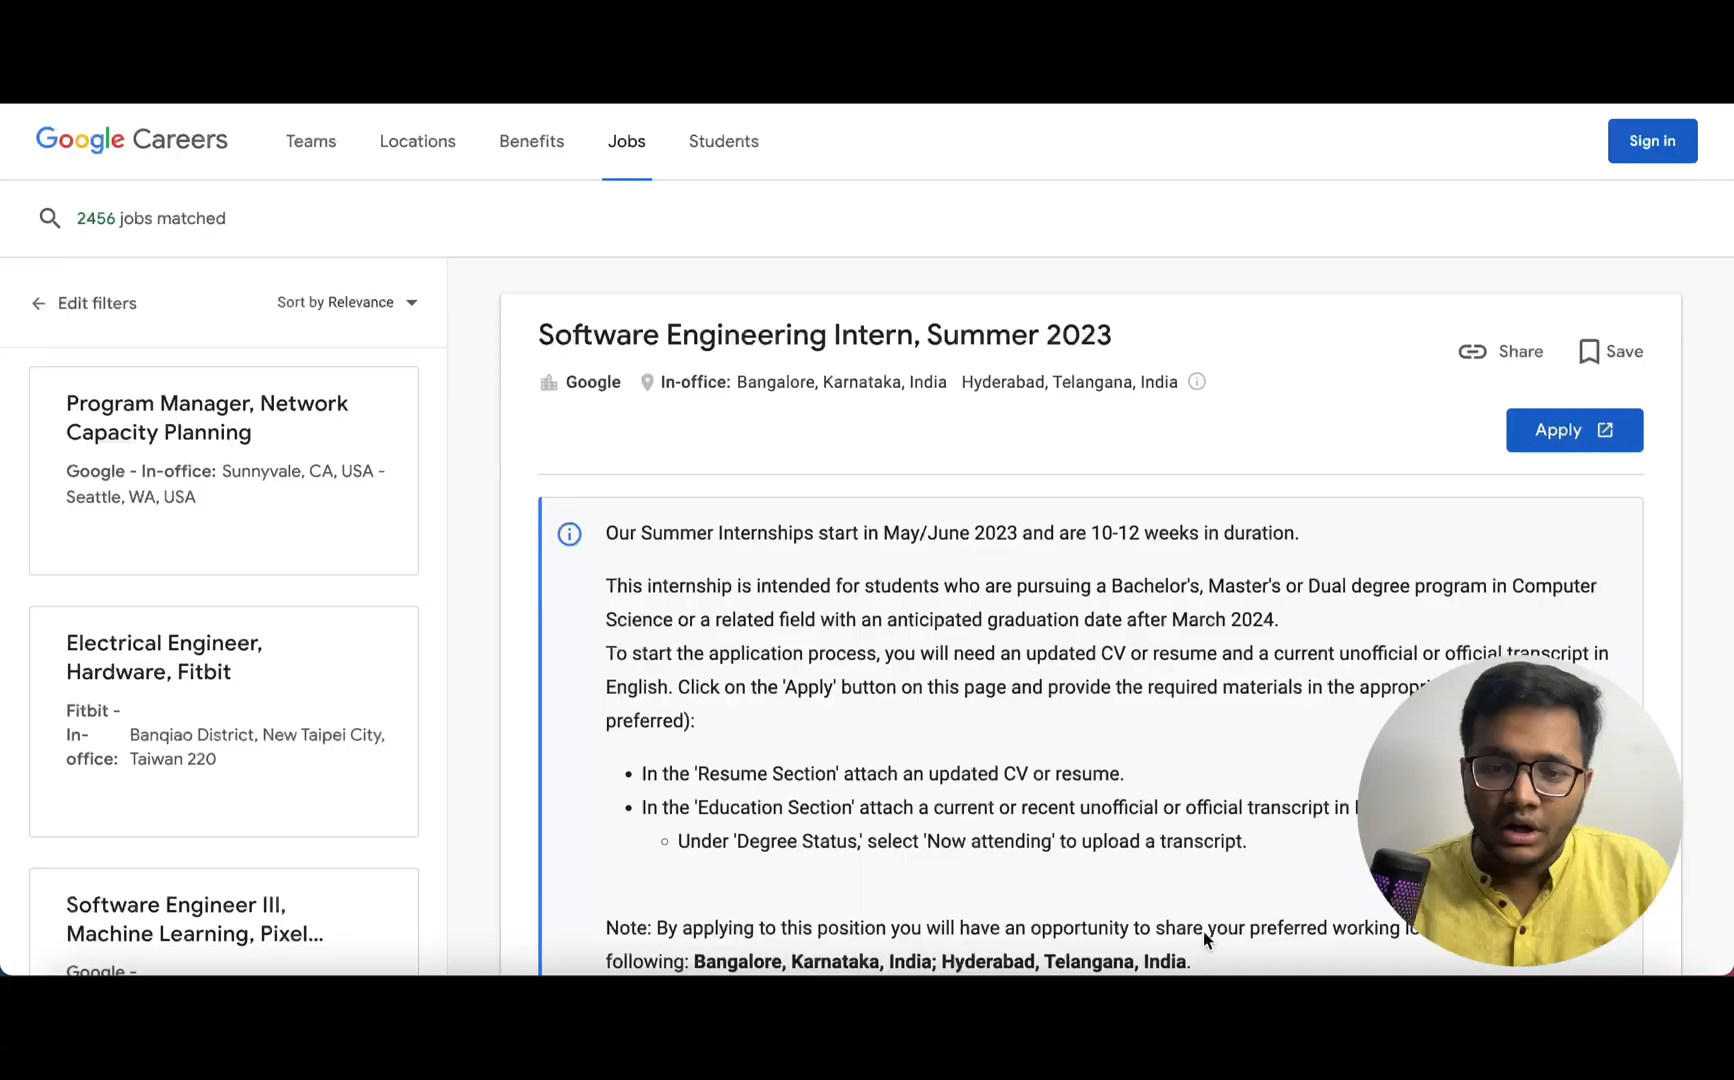 Google Careers
Teams
Locations
Benefits
Jobs
Students
Sign in
2456 jobs matched
Edit filters
Sort by Relevance
Program Manager, Network
Capacity Planning
Google - In-office: Sunnyvale, CA, USA -
Seattle, WA, USA
Electrical Engineer,
Hardware, Fitbit
Fitbit -
In- Banqiao District, New Taipei City,
office: Taiwan 220
Software Engineer III,
Machine Learning, Pixel...
Google -
Software Engineering Intern, Summer 2023
Share
Save
Google In-office: Bangalore, Karnataka, India Hyderabad, Telangana, India
Apply
Our Summer Internships start in May/June 2023 and are 10-12 weeks in duration.
This internship is intended for students who are pursuing a Bachelor's, Master's or Dual degree program in Computer
Science or a related field with an anticipated graduation date after March 2024.
To start the application process, you will need an updated CV or resume and a current unofficial or official transcript in
English. Click on the 'Apply' button on this page and provide the required materials in the
preferred):
• In the 'Resume Section' attach an updated CV or resume.
• In the 'Education Section' attach a current or recent unofficial or official transcript in
◦ Under 'Degree Status,' select 'Now attending' to upload a transcript.
Note: By applying to this position you will have an opportunity to share your preferred working
following: Bangalore, Karnataka, India; Hyderabad, Telangana, India.